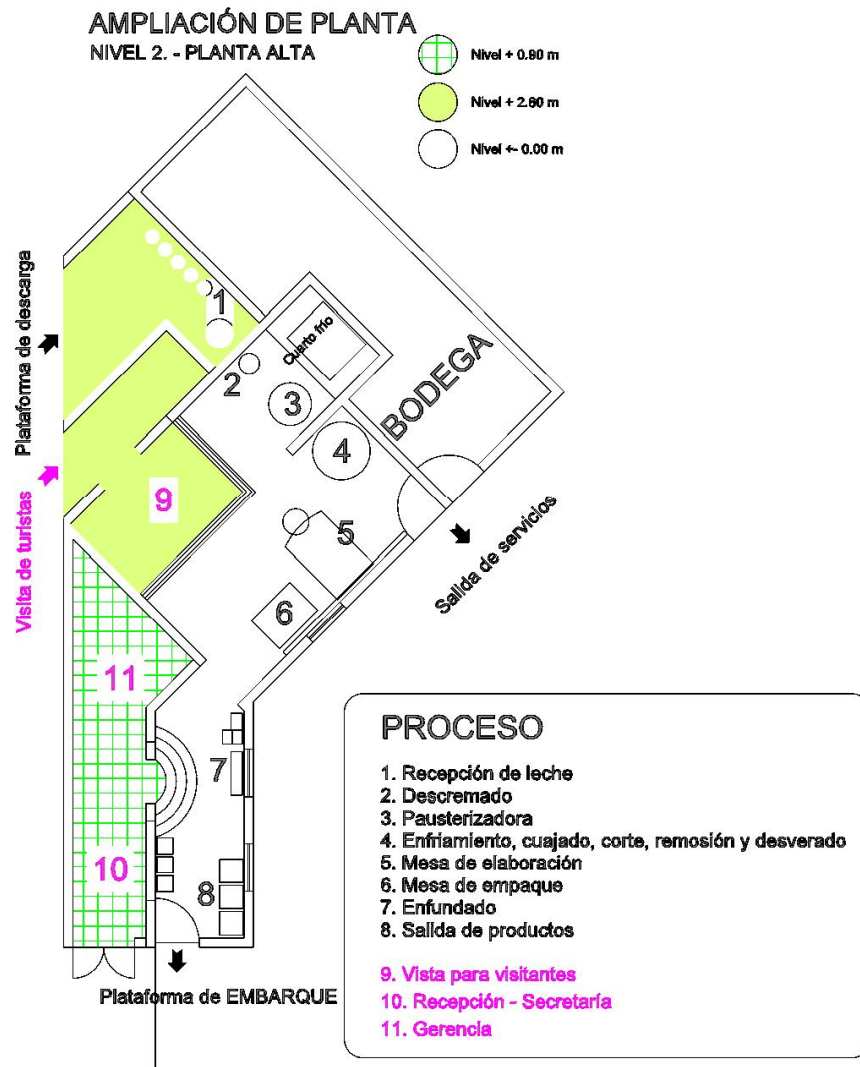 AMPLIACIÓN DE PLANTA
NIVEL 2. - PLANTA ALTA
Nivel + 0.90 m
Nivel + 2.60 m
Nivel +- 0.00 m
Plataforma de descarga
Visita de turistas
1
2
Cuarto frío
3
4
BODEGA
9
5
Salida de servicios
6
11
7
10
8
Plataforma de EMBARQUE
PROCESO
1. Recepción de leche
2. Descremado
3. Pausterizadora
4. Enfriamiento, cuajado, corte, remosión y desverado
5. Mesa de elaboración
6. Mesa de empaque
7. Enfundado
8. Salida de productos
9. Vista para visitantes
10. Recepción - Secretaría
11. Gerencia